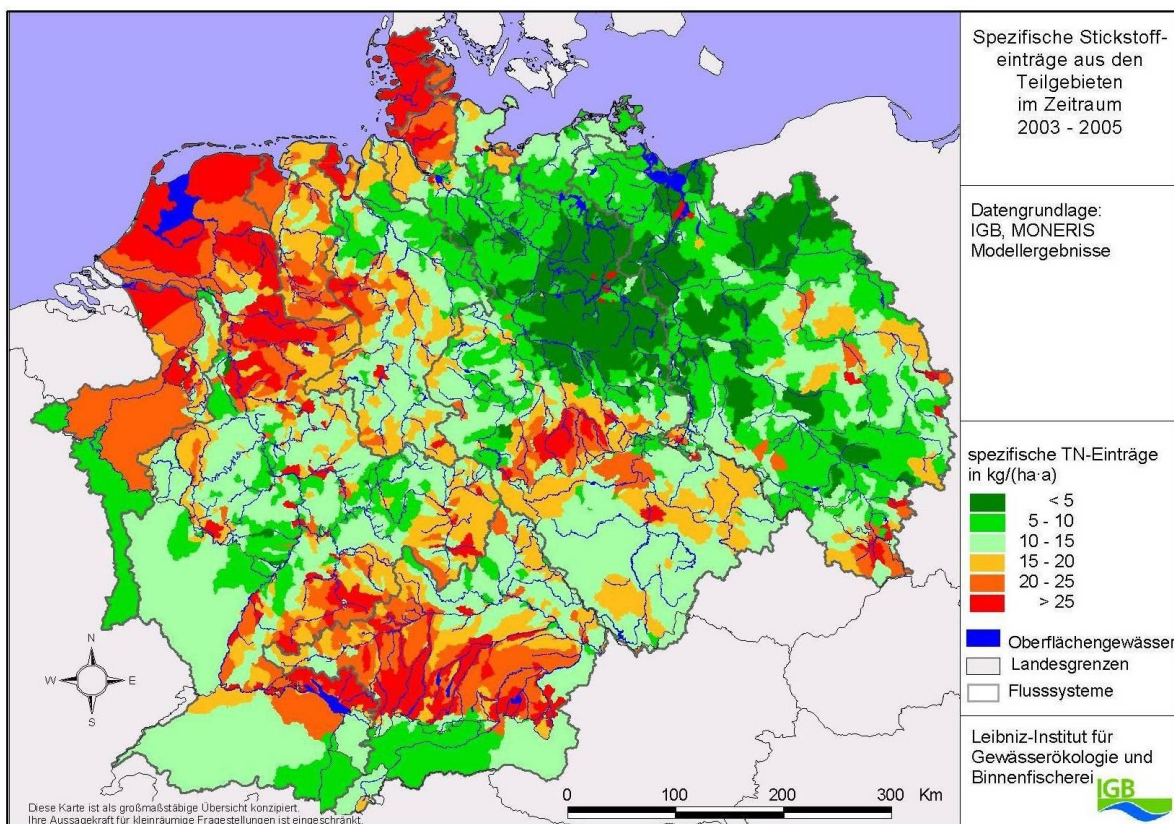 Spezifische Stickstoff-
einträge aus den
Teilgebieten
im Zeitraum
2003 - 2005
Datengrundlage:
IGB, MONERIS
Modellergebnisse
spezifische TN-Einträge
in kg/(ha·a)
< 5
5 - 10
10 - 15
15 - 20
20 - 25
> 25
Oberflächengewässer
Landesgrenzen
Flusssysteme
Leibniz-Institut für
Gewässerökologie und
Binnenfischerei
IGB
N
W E
S
0 100 200 300 Km
Diese Karte ist als großmaßstäbige Übersicht konzipiert.
Ihre Aussagekraft für kleinräumige Fragestellungen ist eingeschränkt.